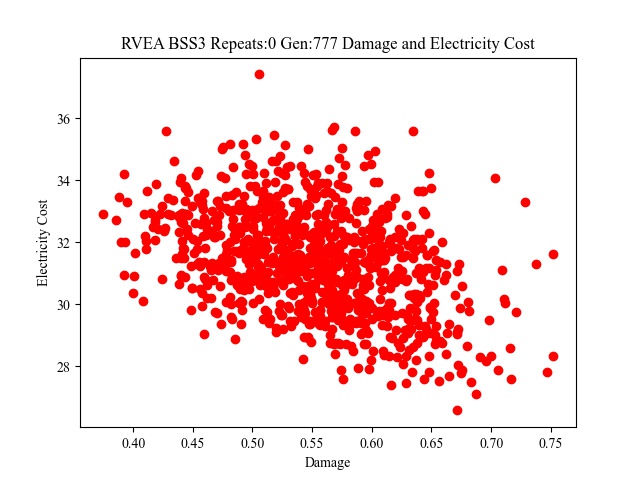 RVEA BSS3 Repeats:0 Gen:777 Damage and Electricity Cost
36
34
32
30
28
Electricity Cost
0.40 0.45 0.50 0.55 0.60 0.65 0.70 0.75
Damage